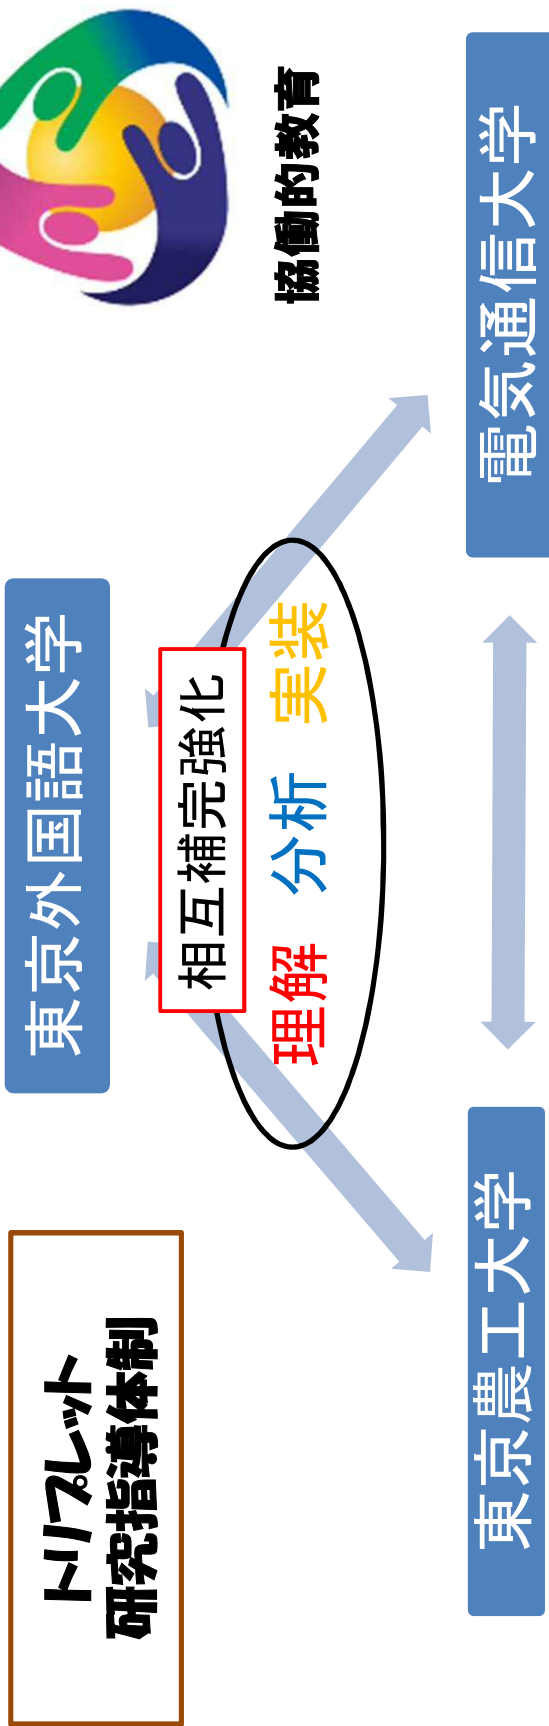 トリプレット
研究指導体制
東京外国語大学
協働的教育
相互補完強化
理解 分析 実装
東京農工大学
電気通信大学